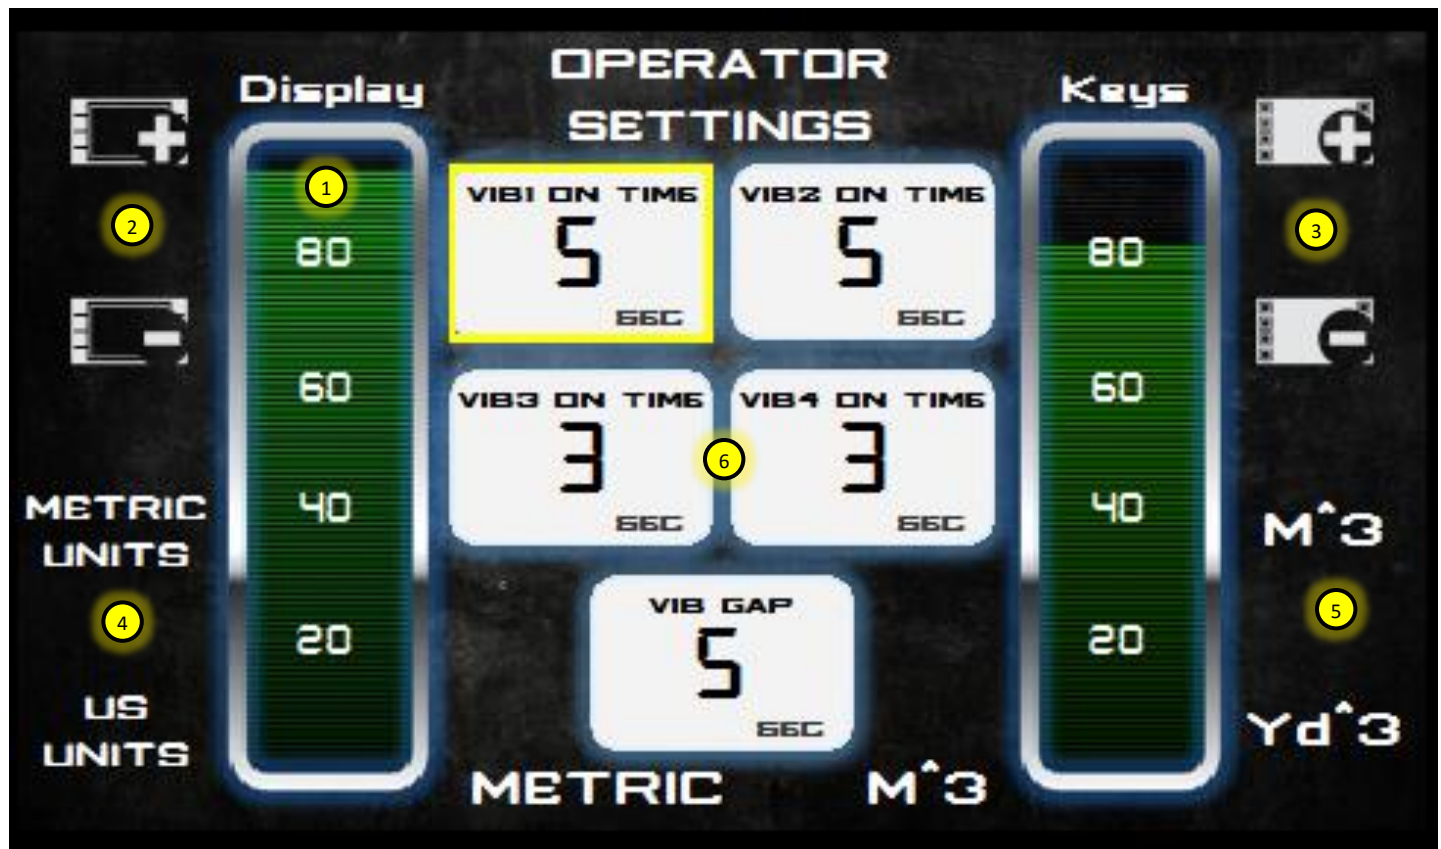 OPERATOR
SETTINGS
Display
Keys
1
2
3
VIB1 ON TIME
5
SEC
VIB2 ON TIME
5
SEC
80
80
60
60
VIB3 ON TIME
3
SEC
VIB4 ON TIME
3
SEC
6
40
40
METRIC
UNITS
M^3
4
5
VIB GAP
5
SEC
20
20
US
UNITS
Yd^3
METRIC
M^3